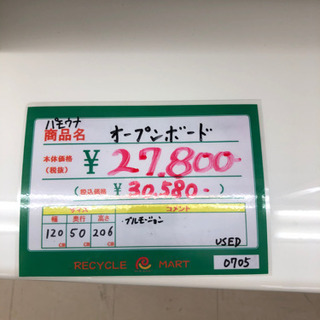 パモウナ
商品名 オープンボード
本体価格 (税抜) ¥27,800-
(税込価格 ¥30,580-)
サイズ コメント
幅 奥行 高さ ・ブルモーション
120 50 206
CM CM CM USED
RECYCLE MART 0705